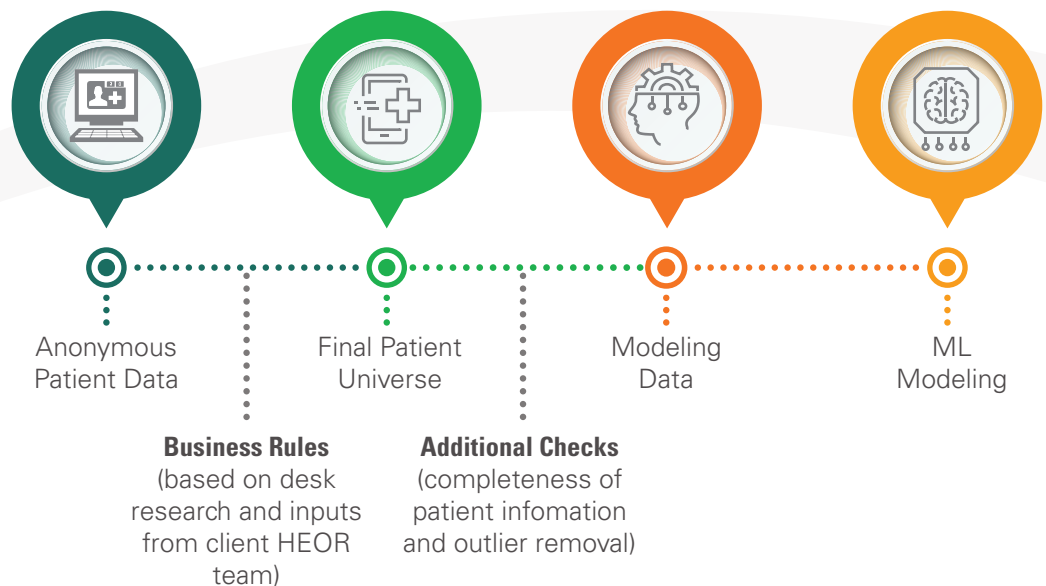 Anonymous
Patient Data
Final Patient
Universe
Modeling
Data
ML
Modeling
Business Rules
(based on desk
research and inputs
from client HEOR
team)
Additional Checks
(completeness of
patient infomation
and outlier removal)